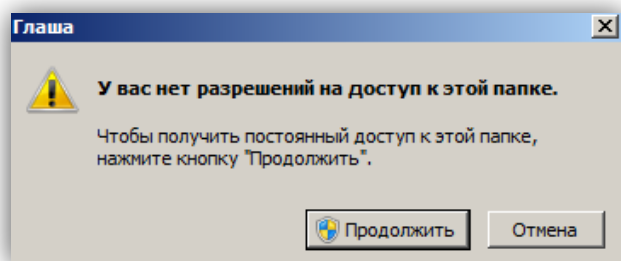 Глаша
У вас нет разрешений на доступ к этой папке.
Чтобы получить постоянный доступ к этой папке,
нажмите кнопку "Продолжить".
Продолжить
Отмена